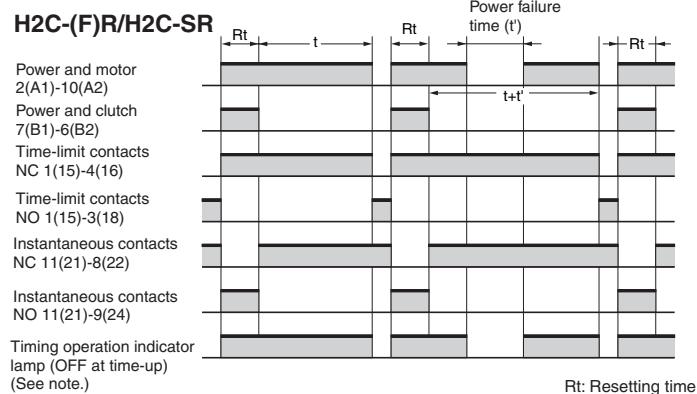 H2C-(F)R/H2C-SR
Power failure
time (t')
Rt
t
Rt
Rt
Power and motor
2(A1)-10(A2)
t+t'
Power and clutch
7(B1)-6(B2)
Time-limit contacts
NC 1(15)-4(16)
Time-limit contacts
NO 1(15)-3(18)
Instantaneous contacts
NC 11(21)-8(22)
Instantaneous contacts
NO 11(21)-9(24)
Timing operation indicator
lamp (OFF at time-up)
(See note.)
Rt: Resetting time